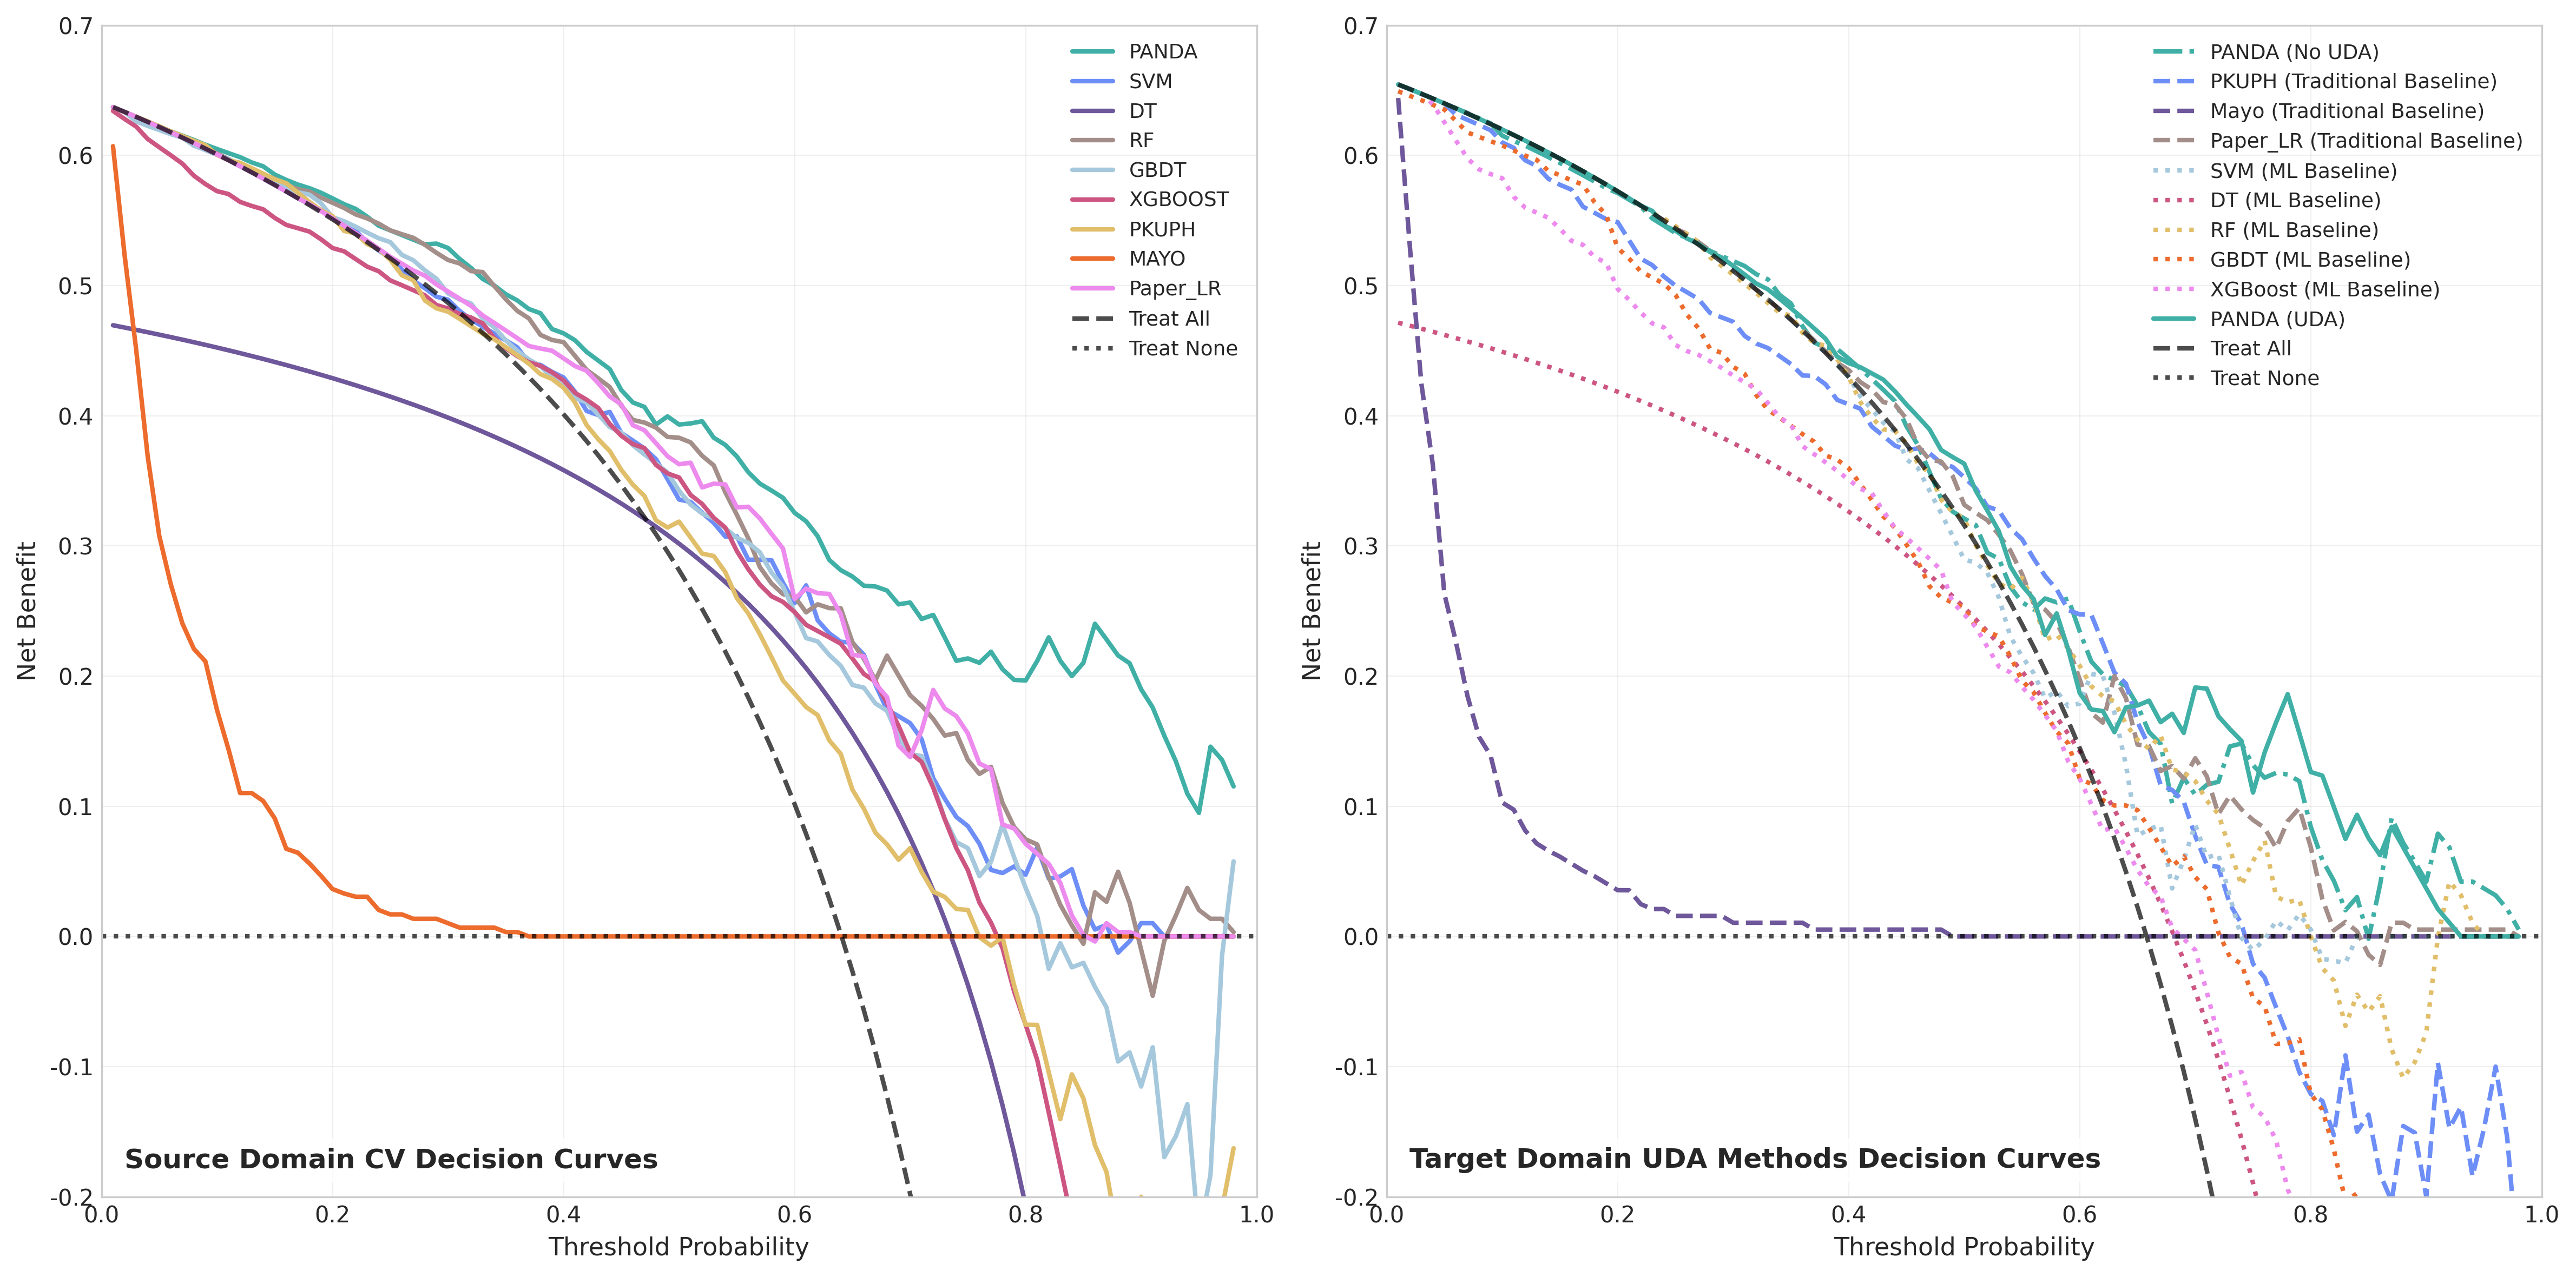 0.7
0.6
0.5
0.4
0.3
0.2
0.1
0.0
-0.1
-0.2
Net Benefit
PANDA
SVM
DT
RF
GBDT
XGBOOST
PKUPH
MAYO
Paper_LR
Treat All
Treat None
Source Domain CV Decision Curves
0.0 0.2 0.4 0.6 0.8 1.0
Threshold Probability
0.7
0.6
0.5
0.4
0.3
0.2
0.1
0.0
-0.1
-0.2
Net Benefit
PANDA (No UDA)
PKUPH (Traditional Baseline)
Mayo (Traditional Baseline)
Paper_LR (Traditional Baseline)
SVM (ML Baseline)
DT (ML Baseline)
RF (ML Baseline)
GBDT (ML Baseline)
XGBoost (ML Baseline)
PANDA (UDA)
Treat All
Treat None
Target Domain UDA Methods Decision Curves
0.0 0.2 0.4 0.6 0.8 1.0
Threshold Probability